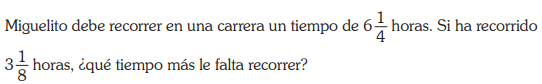 Miguelito debe recorrer en una carrera un tiempo de 6 1/4 horas. Si ha recorrido
3 1/8 horas, ¿qué tiempo más le falta recorrer?